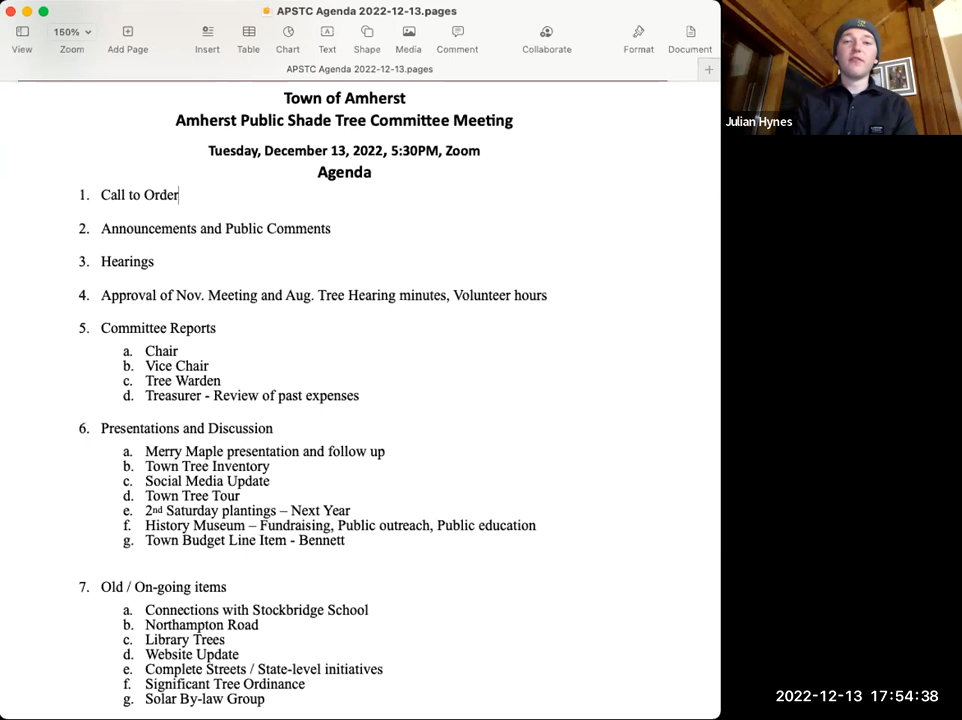 APSTC Agenda 2022-12-13.pages
150%
View
Zoom
Add Page
Insert
Table
Chart
Text
Shape
Media
Comment
Collaborate
Format
Document
APSTC Agenda 2022-12-13.pages
Town of Amherst
Amherst Public Shade Tree Committee Meeting
Tuesday, December 13, 2022, 5:30PM, Zoom
Agenda
1. Call to Order
2. Announcements and Public Comments
3. Hearings
4. Approval of Nov. Meeting and Aug. Tree Hearing minutes, Volunteer hours
5. Committee Reports
a. Chair
b. Vice Chair
c. Tree Warden
d. Treasurer - Review of past expenses
6. Presentations and Discussion
a. Merry Maple presentation and follow up
b. Town Tree Inventory
c. Social Media Update
d. Town Tree Tour
e. 2nd Saturday plantings – Next Year
f. History Museum – Fundraising, Public outreach, Public education
g. Town Budget Line Item - Bennett
7. Old / On-going items
a. Connections with Stockbridge School
b. Northampton Road
c. Library Trees
d. Website Update
e. Complete Streets / State-level initiatives
f. Significant Tree Ordinance
g. Solar By-law Group
Julian Hynes
2022-12-13 17:54:38